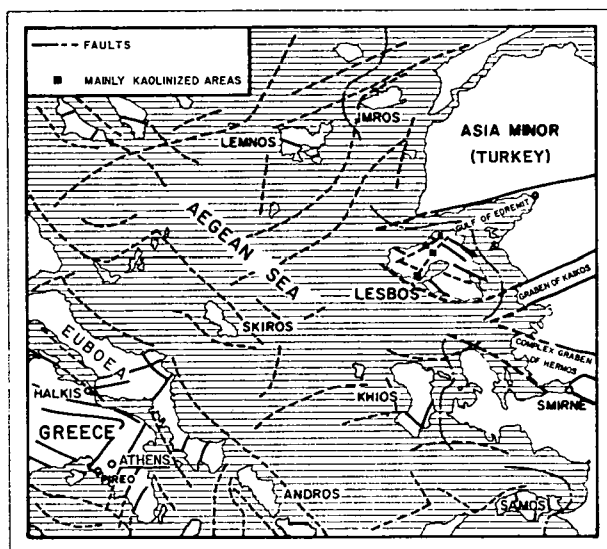 FAULTS
MAINLY KAOLINIZED AREAS
IMROS
LEMNOS
ASIA MINOR
(TURKEY)
AEGEAN SEA
GULF OF EDREMIT
LESBOS
GRABEN OF KAIKOS
SKIROS
EUBOEA
COMPLEX GRABEN
OF HERMOS
HALKIS
KHIOS
SMIRNE
GREECE
ATHENS
PIREO
ANDROS
SAMOS